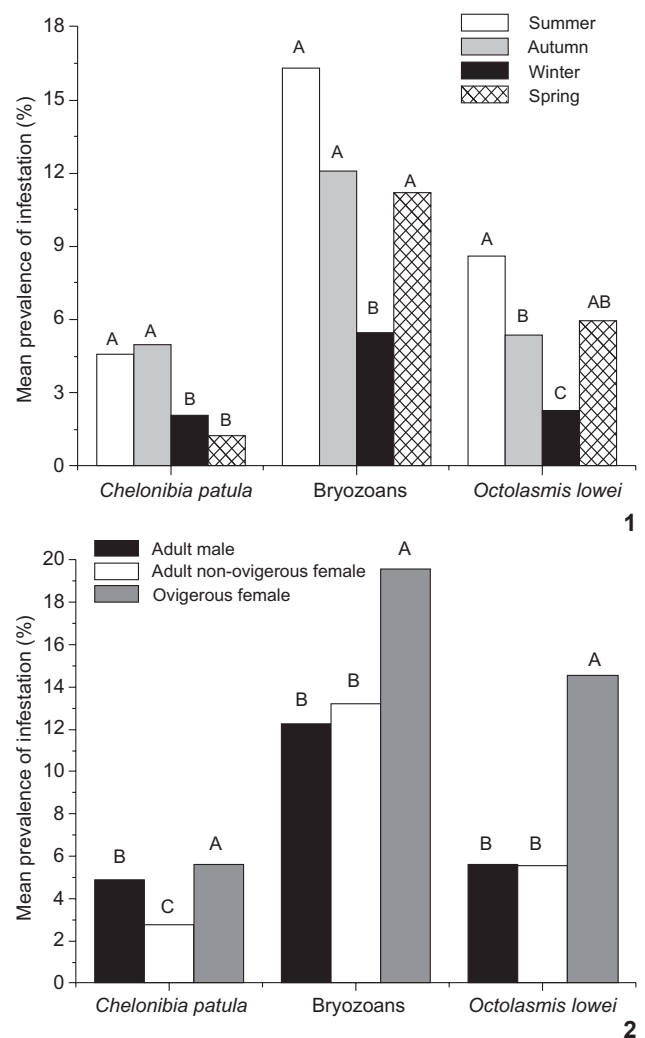 Mean prevalence of infestation (%)
18
15
12
9
6
3
0
Summer
Autumn
Winter
Spring
A
A
B
B
A
A
B
A
A
B
C
AB
Chelonibia patula
Bryozoans
Octolasmis lowei
1
Mean prevalence of infestation (%)
20
18
16
14
12
10
8
6
4
2
0
Adult male
Adult non-ovigerous female
Ovigerous female
B
C
A
B
B
A
B
B
A
Chelonibia patula
Bryozoans
Octolasmis lowei
2